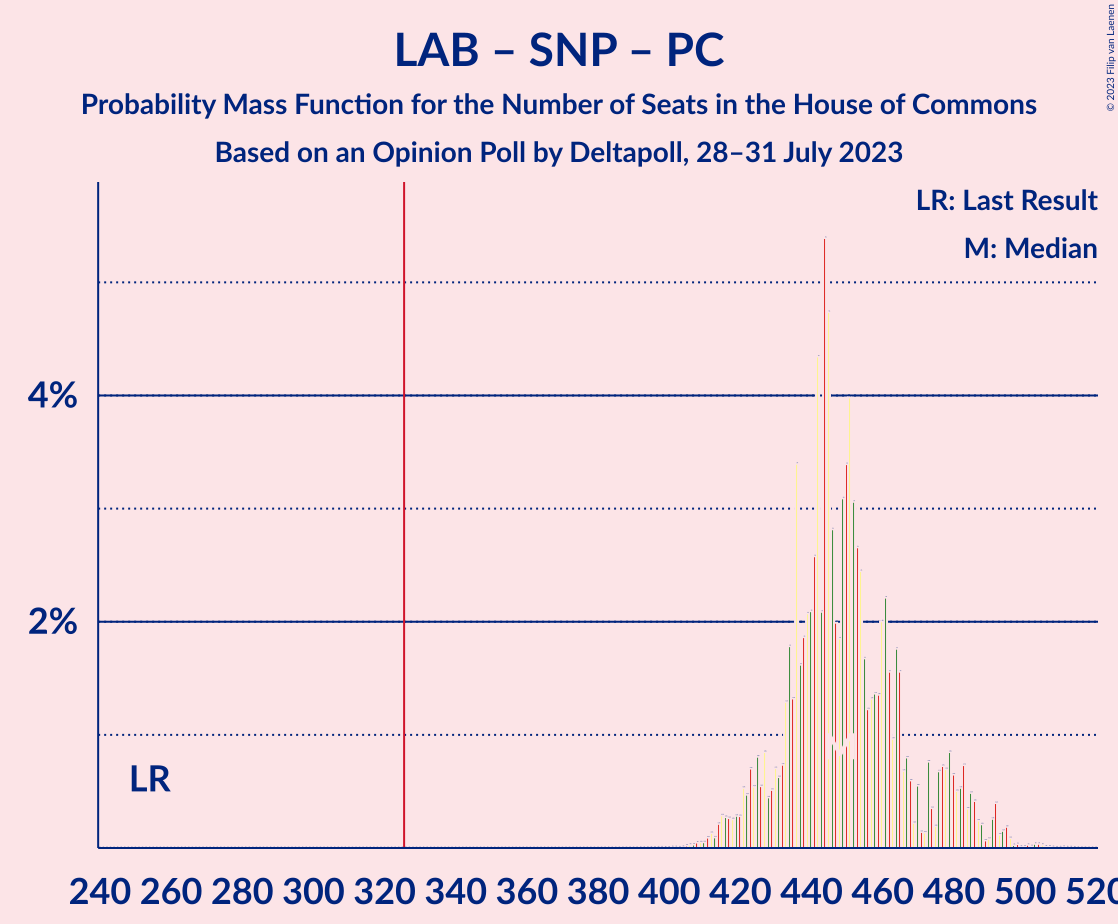 LAB – SNP – PC
Probability Mass Function for the Number of Seats in the House of Commons
Based on an Opinion Poll by Deltapoll, 28–31 July 2023
© 2023 Filip van Laenen
LR: Last Result
M: Median
4%
2%
LR
240 260 280 300 320 340 360 380 400 420 440 460 480 500 520